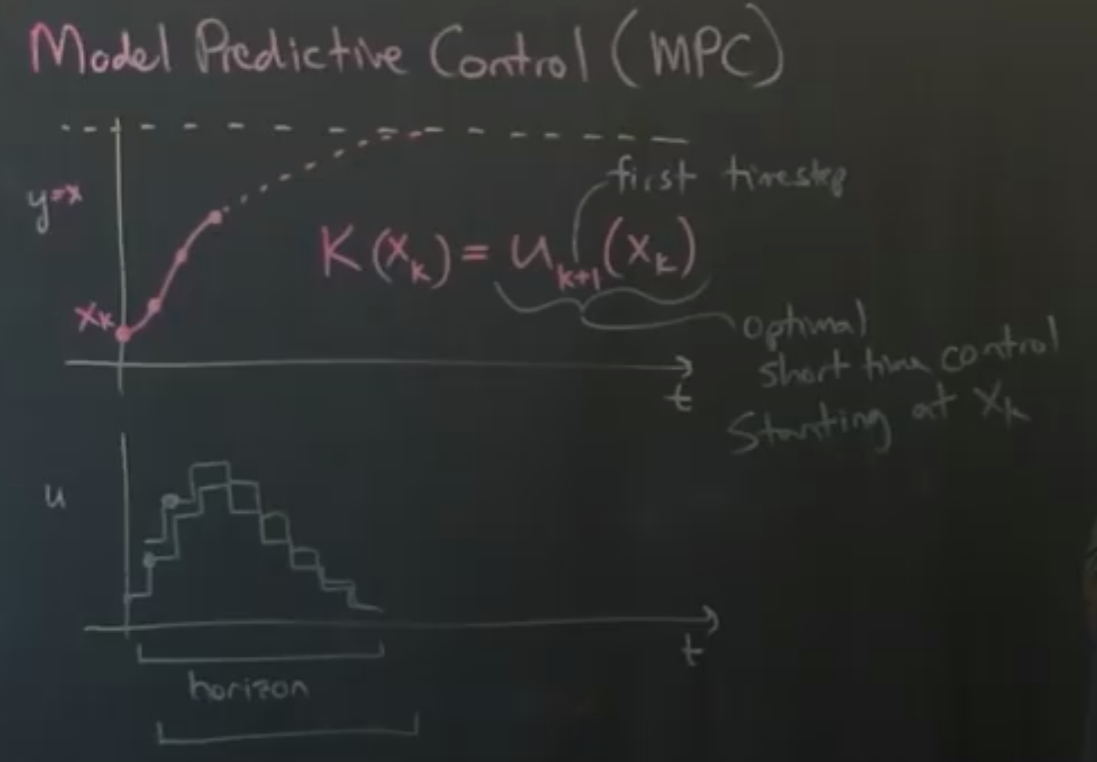 Model Predictive Control (MPC)
first timestep
y=x
K(x_k) = u_{k+1}(x_k)
x_k
optimal
short time control
starting at x_k
t
u
t
horizon